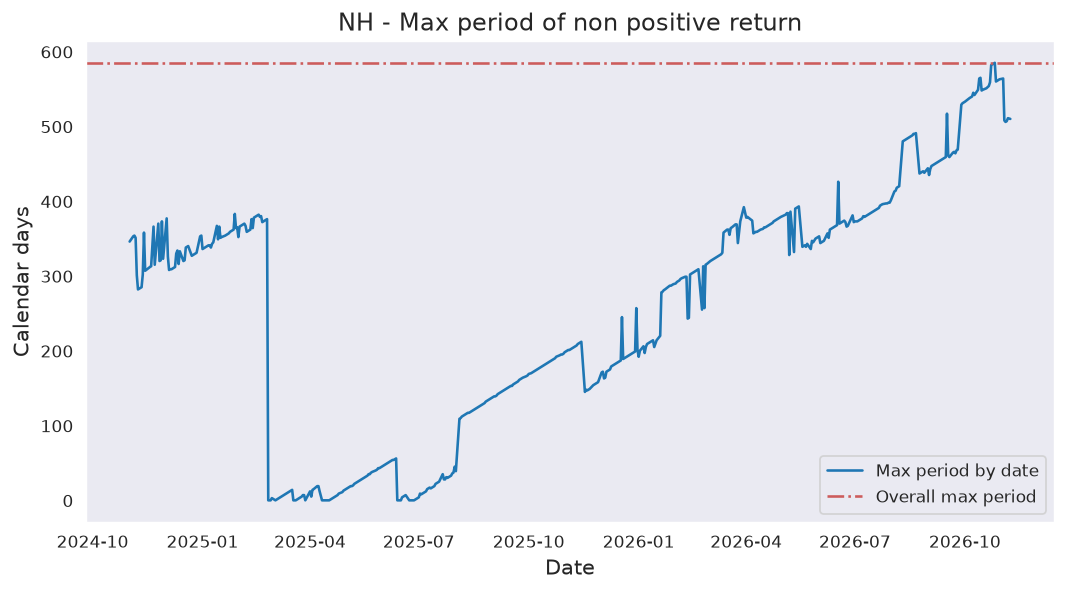 NH - Max period of non positive return
Calendar days
600
500
400
300
200
100
0
2024-10 2025-01 2025-04 2025-07 2025-10 2026-01 2026-04 2026-07 2026-10
Date
Max period by date
Overall max period